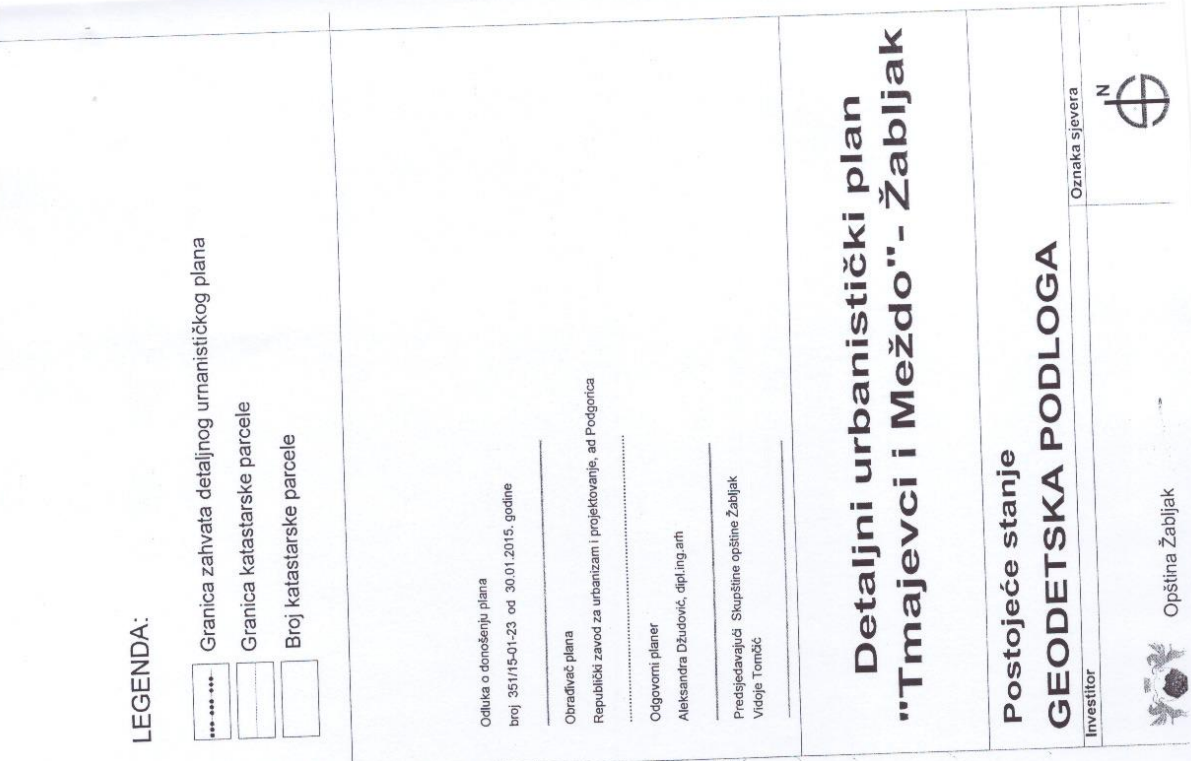 LEGENDA:
Granica zahvata detaljnog urnanističkog plana
Granica katastarske parcele
Broj katastarske parcele
Odluka o donošenju plana
broj 351/15-01-23 od 30.01.2015. godine
Obrađivač plana
Republički zavod za urbanizam i projektovanje, ad Podgorica
Odgovorni planer
Aleksandra Džudović, dipl.ing.arh
Predsjedavajući Skupštine opštine Žabljak
Vidoje Tomčić
Detaljni urbanistički plan
"Tmajevci i Meždo"- Žabljak
Postojeće stanje
GEODETSKA PODLOGA
Investitor
Opština Žabljak
Oznaka sjevera
N